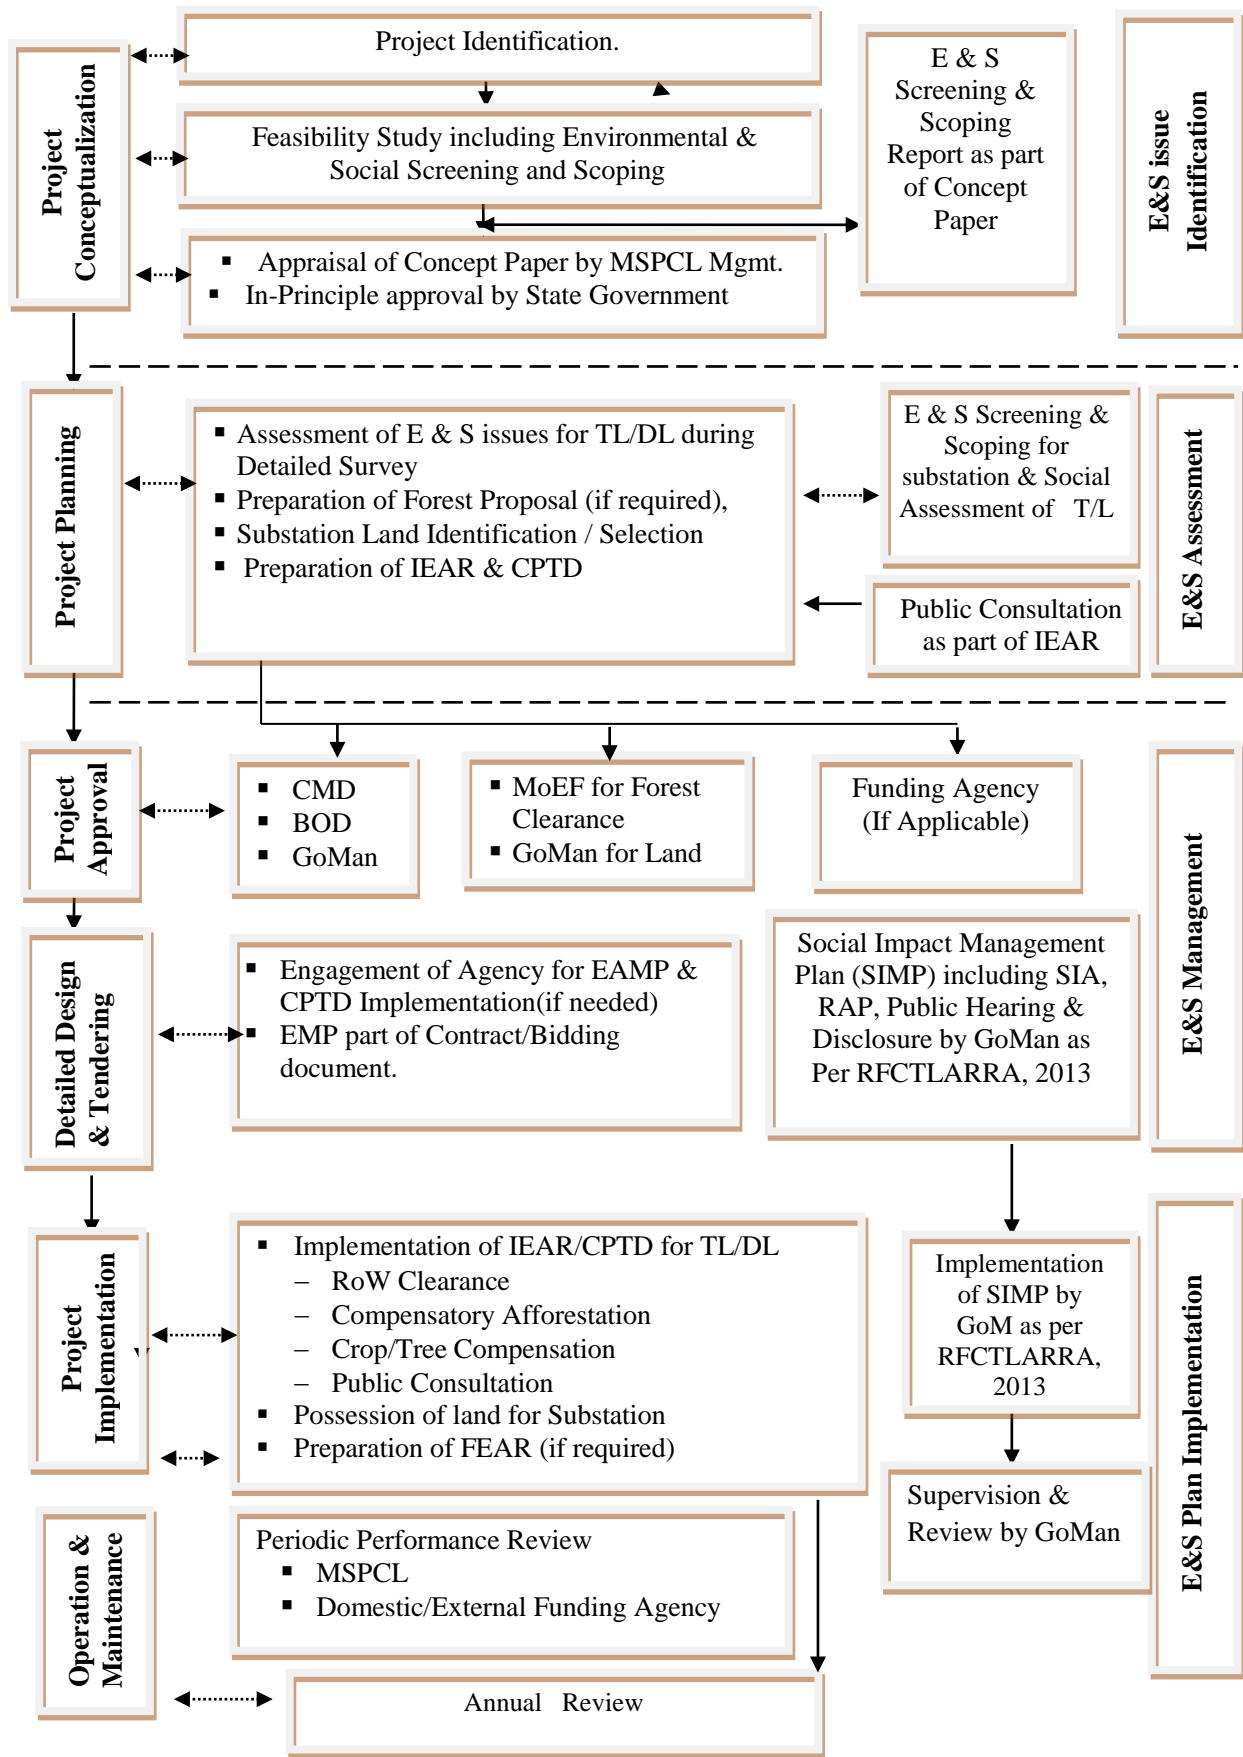 Project Identification.
Project
Conceptualization
Feasibility Study including Environmental &
Social Screening and Scoping
▪ Appraisal of Concept Paper by MSPCL Mgmt.
▪ In-Principle approval by State Government
E & S
Screening &
Scoping
Report as part
of Concept
Paper
E&S issue
Identification
Project Planning
▪ Assessment of E & S issues for TL/DL during
Detailed Survey
▪ Preparation of Forest Proposal (if required),
▪ Substation Land Identification / Selection
▪ Preparation of IEAR & CPTD
E & S Screening &
Scoping for
substation & Social
Assessment of T/L
Public Consultation
as part of IEAR
E&S Assessment
Project
Approval
▪ CMD
▪ BOD
▪ GoMan
▪ MoEF for Forest
Clearance
▪ GoMan for Land
Funding Agency
(If Applicable)
E&S Management
Detailed Design
& Tendering
▪ Engagement of Agency for EAMP &
CPTD Implementation(if needed)
▪ EMP part of Contract/Bidding
document.
Social Impact Management
Plan (SIMP) including SIA,
RAP, Public Hearing &
Disclosure by GoMan as
Per RFCTLARRA, 2013
Project
Implementation
▪ Implementation of IEAR/CPTD for TL/DL
– RoW Clearance
– Compensatory Afforestation
– Crop/Tree Compensation
– Public Consultation
▪ Possession of land for Substation
▪ Preparation of FEAR (if required)
Implementation
of SIMP by
GoM as per
RFCTLARRA,
2013
Supervision &
Review by GoMan
E&S Plan Implementation
Operation &
Maintenance
Periodic Performance Review
▪ MSPCL
▪ Domestic/External Funding Agency
Annual Review